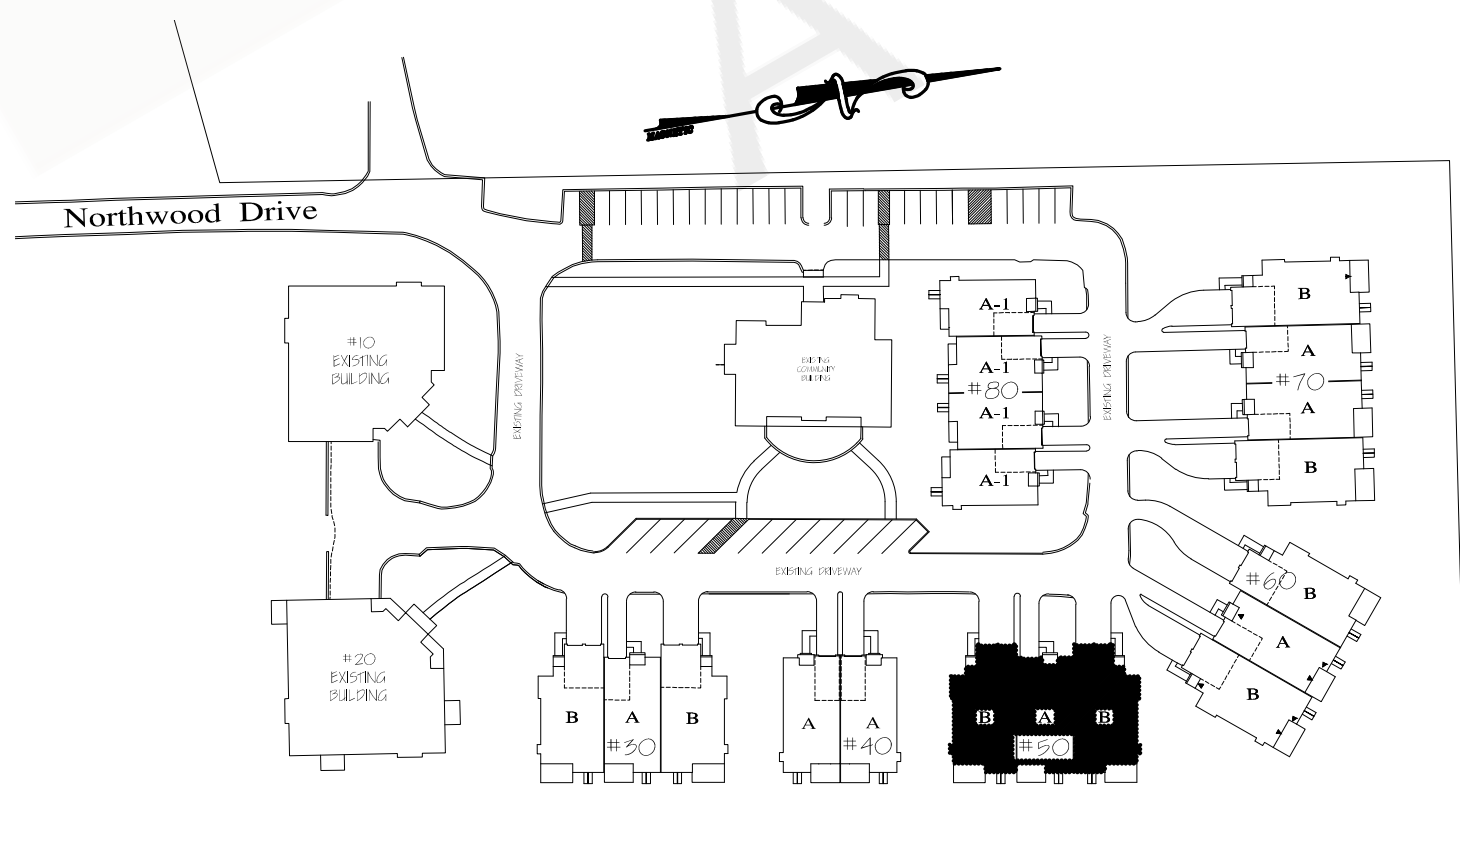 MAGNETIC
Northwood Drive
#10
EXISTING
BUILDING
EXISTING DRIVEWAY
EXISTING
COMMUNITY
BUILDING
A-1
A-1
#80
A-1
A-1
EXISTING DRIVEWAY
B
A
#70
A
B
EXISTING DRIVEWAY
#60
B
A
B
#20
EXISTING
BUILDING
B A B
#30
A A
#40
B A B
#50